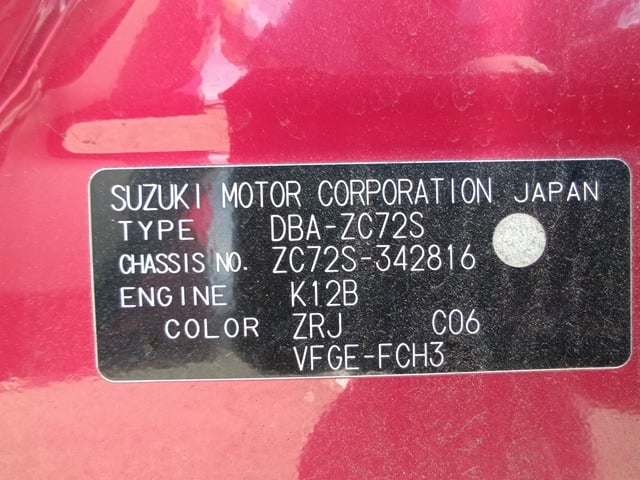 SUZUKI MOTOR CORPORATION JAPAN
TYPE DBA-ZC72S
CHASSIS NO. ZC72S-342816
ENGINE K12B
COLOR ZRJ C06
VFGE-FCH3